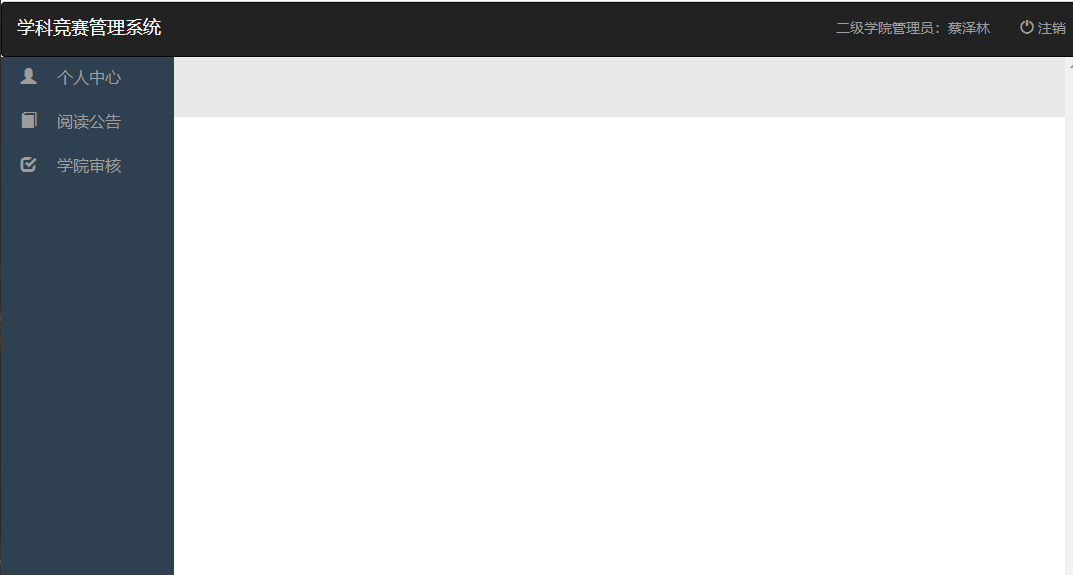 学科竞赛管理系统
二级学院管理员：蔡泽林 注销
个人中心
阅读公告
学院审核